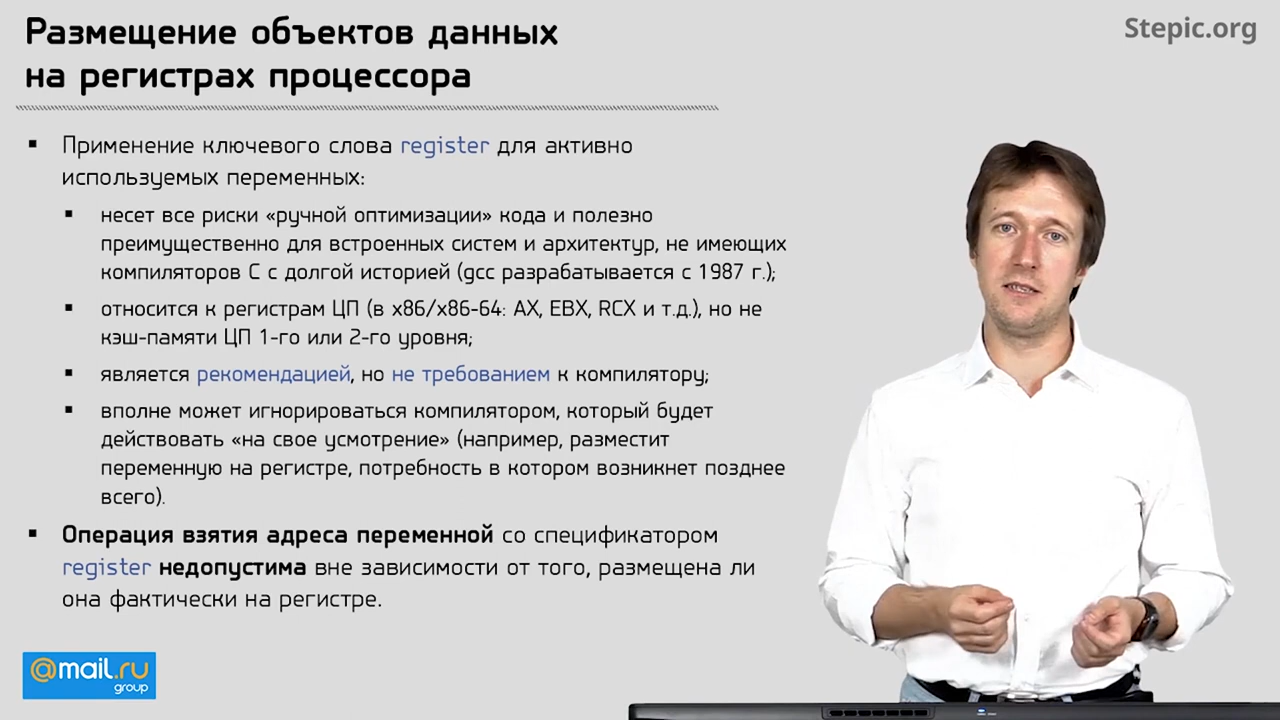 Размещение объектов данных
на регистрах процессора
Stepic.org
▪ Применение ключевого слова register для активно
используемых переменных:
▪ несет все риски «ручной оптимизации» кода и полезно
преимущественно для встроенных систем и архитектур, не имеющих
компиляторов С с долгой историей (gcc разрабатывается с 1987 г.);
▪ относится к регистрам ЦП (в x86/x86-64: AX, EBX, RCX и т.д.), но не
кэш-памяти ЦП 1-го или 2-го уровня;
▪ является рекомендацией, но не требованием к компилятору;
▪ вполне может игнорироваться компилятором, который будет
действовать «на свое усмотрение» (например, разместит
переменную на регистре, потребность в котором возникнет позднее
всего).
▪ Операция взятия адреса переменной со спецификатором
register недопустима вне зависимости от того, размещена ли
она фактически на регистре.
@mail.ru
group